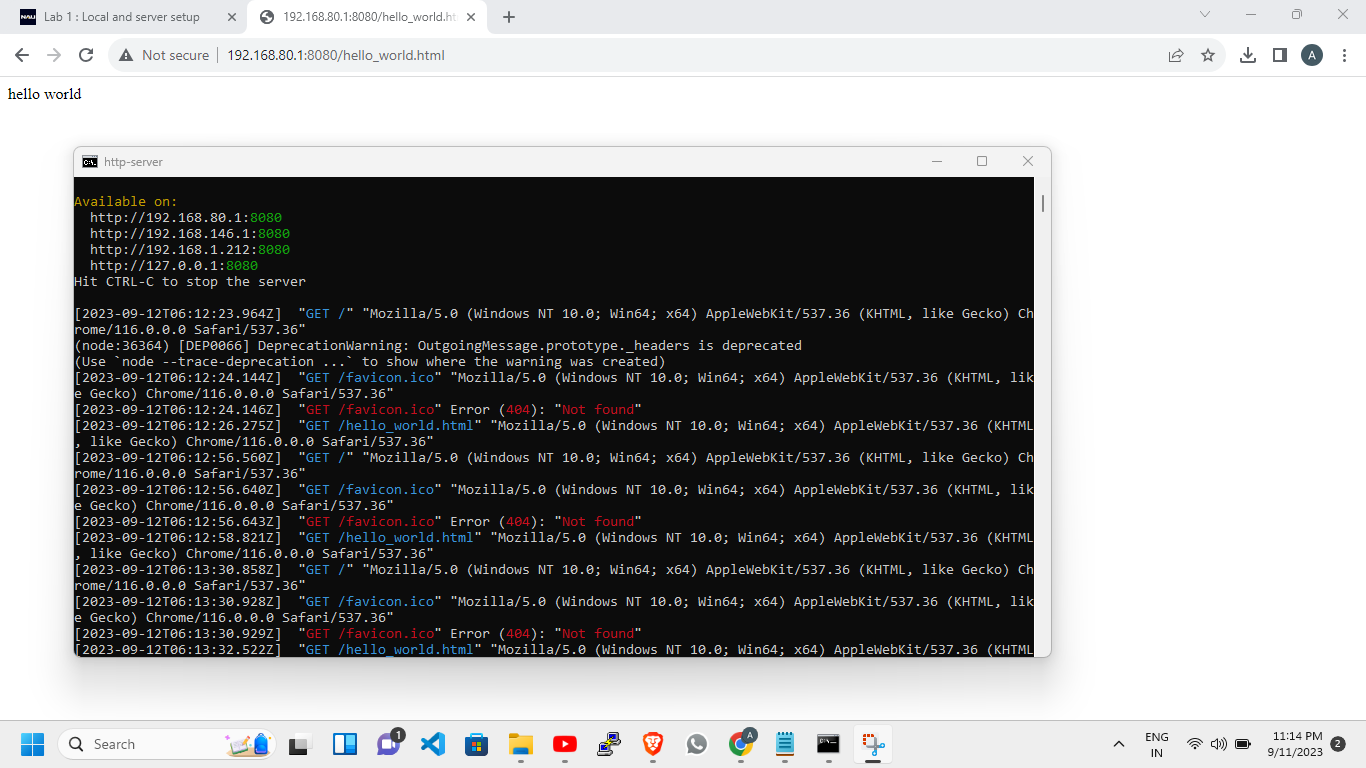 Lab 1 : Local and server setup
192.168.80.1:8080/hello_world.ht
Not secure
192.168.80.1:8080/hello_world.html
A
hello world
http-server
Available on:
http://192.168.80.1:8080
http://192.168.146.1:8080
http://192.168.1.212:8080
http://127.0.0.1:8080
Hit CTRL-C to stop the server
[2023-09-12T06:12:23.964Z]  "GET /" "Mozilla/5.0 (Windows NT 10.0; Win64; x64) AppleWebKit/537.36 (KHTML, like Gecko) Ch
rome/116.0.0.0 Safari/537.36"
(node:36364) [DEP0066] DeprecationWarning: OutgoingMessage.prototype._headers is deprecated
(Use `node --trace-deprecation ...` to show where the warning was created)
[2023-09-12T06:12:24.144Z]  "GET /favicon.ico" "Mozilla/5.0 (Windows NT 10.0; Win64; x64) AppleWebKit/537.36 (KHTML, lik
e Gecko) Chrome/116.0.0.0 Safari/537.36"
[2023-09-12T06:12:24.146Z]  "GET /favicon.ico" Error (404): "Not found"
[2023-09-12T06:12:26.275Z]  "GET /hello_world.html" "Mozilla/5.0 (Windows NT 10.0; Win64; x64) AppleWebKit/537.36 (KHTML
, like Gecko) Chrome/116.0.0.0 Safari/537.36"
[2023-09-12T06:12:56.560Z]  "GET /" "Mozilla/5.0 (Windows NT 10.0; Win64; x64) AppleWebKit/537.36 (KHTML, like Gecko) Ch
rome/116.0.0.0 Safari/537.36"
[2023-09-12T06:12:56.640Z]  "GET /favicon.ico" "Mozilla/5.0 (Windows NT 10.0; Win64; x64) AppleWebKit/537.36 (KHTML, lik
e Gecko) Chrome/116.0.0.0 Safari/537.36"
[2023-09-12T06:12:56.643Z]  "GET /favicon.ico" Error (404): "Not found"
[2023-09-12T06:12:58.821Z]  "GET /hello_world.html" "Mozilla/5.0 (Windows NT 10.0; Win64; x64) AppleWebKit/537.36 (KHTML
, like Gecko) Chrome/116.0.0.0 Safari/537.36"
[2023-09-12T06:13:30.858Z]  "GET /" "Mozilla/5.0 (Windows NT 10.0; Win64; x64) AppleWebKit/537.36 (KHTML, like Gecko) Ch
rome/116.0.0.0 Safari/537.36"
[2023-09-12T06:13:30.928Z]  "GET /favicon.ico" "Mozilla/5.0 (Windows NT 10.0; Win64; x64) AppleWebKit/537.36 (KHTML, lik
e Gecko) Chrome/116.0.0.0 Safari/537.36"
[2023-09-12T06:13:30.929Z]  "GET /favicon.ico" Error (404): "Not found"
[2023-09-12T06:13:32.522Z]  "GET /hello_world.html" "Mozilla/5.0 (Windows NT 10.0; Win64; x64) AppleWebKit/537.36 (KHTML
Search
1
A
ENG
IN
11:14 PM
9/11/2023
2